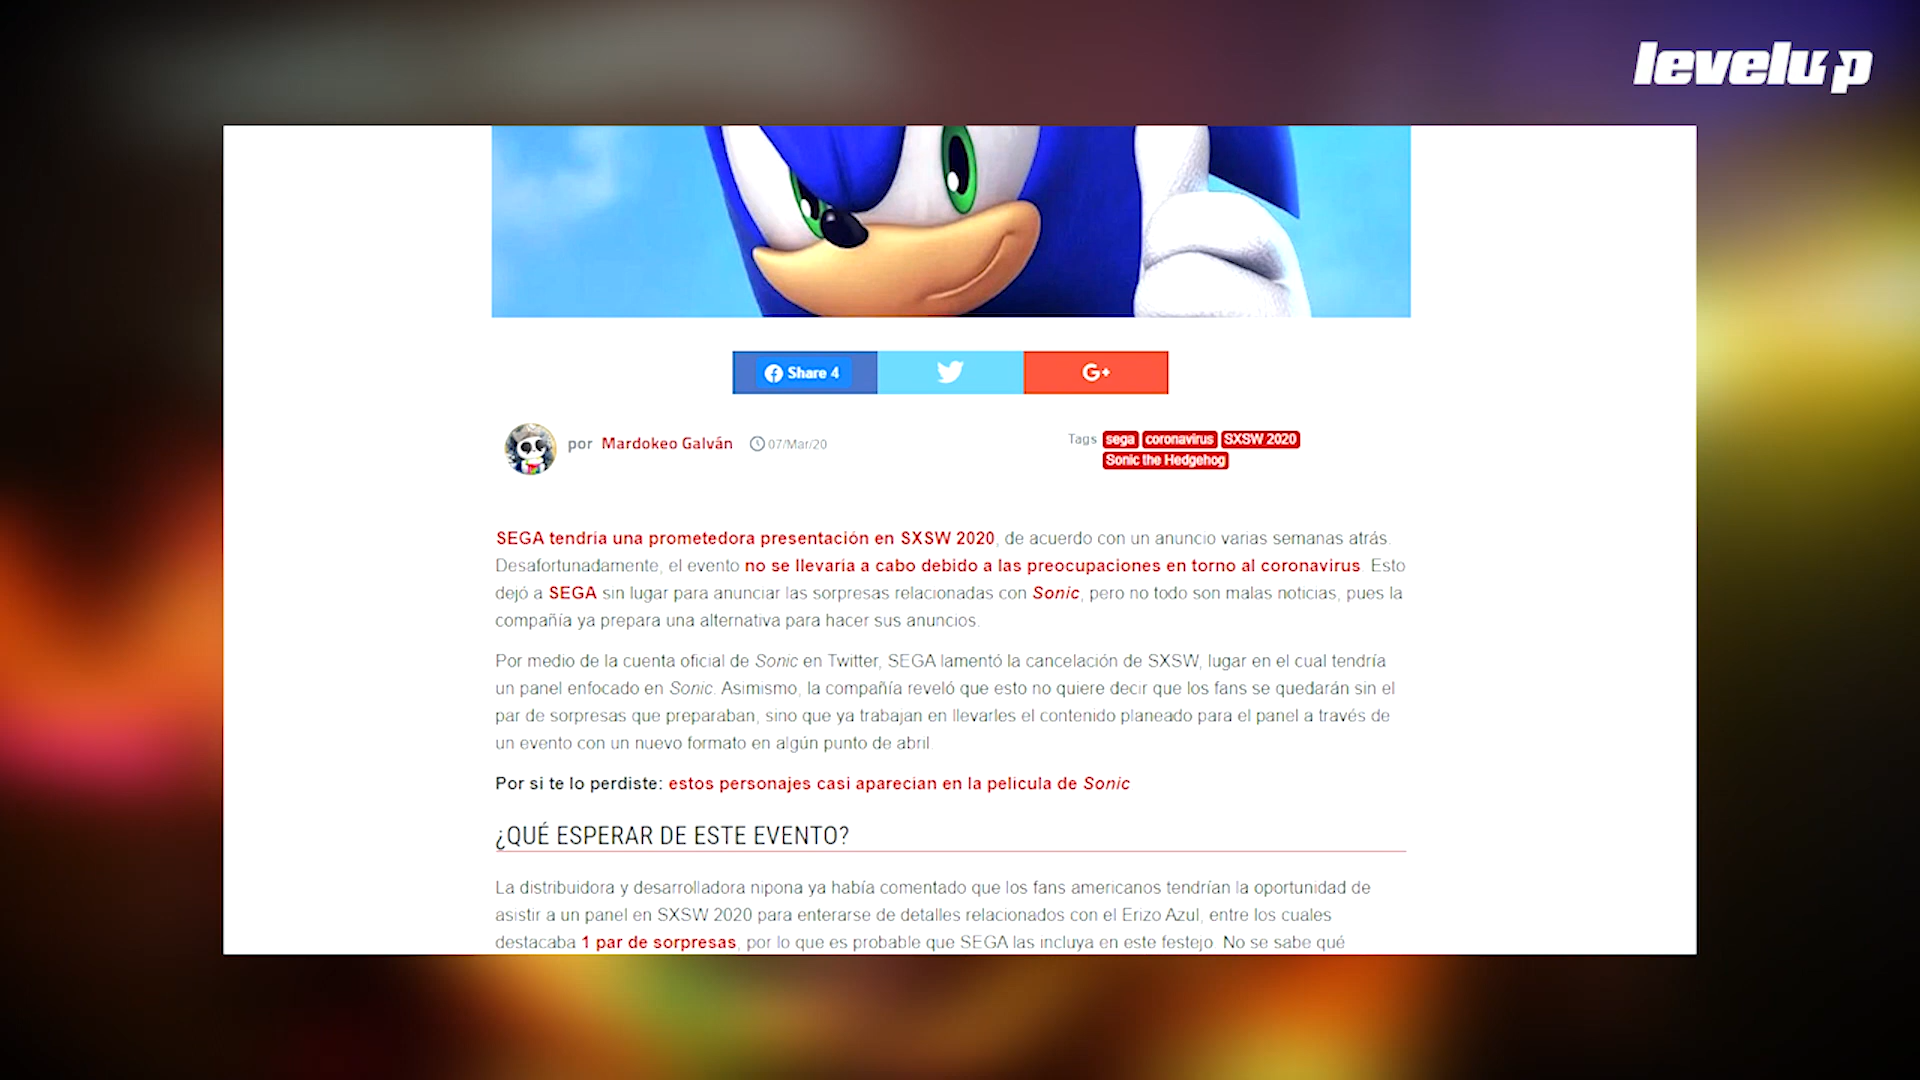 levelup
Share 4
G+
por Mardokeo Galván 07/Mar/20
Tags sega coronavirus SXSW 2020
Sonic the Hedgehog
SEGA tendría una prometedora presentación en SXSW 2020, de acuerdo con un anuncio varias semanas atrás.
Desafortunadamente, el evento no se llevaría a cabo debido a las preocupaciones en torno al coronavirus. Esto
dejó a SEGA sin lugar para anunciar las sorpresas relacionadas con Sonic, pero no todo son malas noticias, pues la
compañía ya prepara una alternativa para hacer sus anuncios.
Por medio de la cuenta oficial de Sonic en Twitter, SEGA lamentó la cancelación de SXSW, lugar en el cual tendría
un panel enfocado en Sonic. Asimismo, la compañía reveló que esto no quiere decir que los fans se quedarán sin el
par de sorpresas que preparaban, sino que ya trabajan en llevarles el contenido planeado para el panel a través de
un evento con un nuevo formato en algún punto de abril.
Por si te lo perdiste: estos personajes casi aparecían en la película de Sonic
¿QUÉ ESPERAR DE ESTE EVENTO?
La distribuidora y desarrolladora nipona ya había comentado que los fans americanos tendrían la oportunidad de
asistir a un panel en SXSW 2020 para enterarse de detalles relacionados con el Erizo Azul, entre los cuales
destacaba 1 par de sorpresas, por lo que es probable que SEGA las incluya en este festejo. No se sabe qué